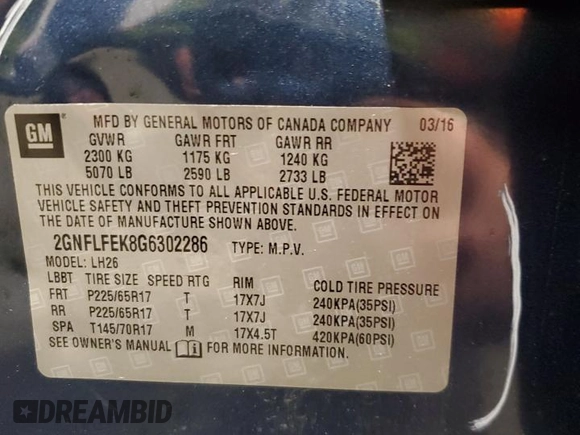 GM
MFD BY GENERAL MOTORS OF CANADA COMPANY 03/16
GVWR GAWR FRT GAWR RR
2300 KG 1175 KG 1240 KG
5070 LB 2590 LB 2733 LB
THIS VEHICLE CONFORMS TO ALL APPLICABLE U.S. FEDERAL MOTOR
VEHICLE SAFETY AND THEFT PREVENTION STANDARDS IN EFFECT ON
THE DATE OF MANUFACTURE SHOWN ABOVE.
2GNFLFEK8G6302286 TYPE: M.P.V.
MODEL: LH26
LBBT TIRE SIZE SPEED RTG RIM COLD TIRE PRESSURE
FRT P225/65R17 T 17X7J 240KPA(35PSI)
RR P225/65R17 T 17X7J 240KPA(35PSI)
SPA T145/70R17 M 17X4.5T 420KPA(60PSI)
SEE OWNER'S MANUAL FOR MORE INFORMATION.
DREAMBID